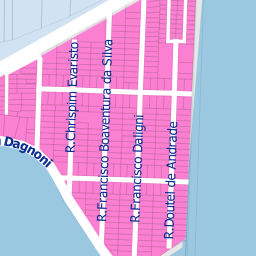 R.Chrispim Evaristo
R.Francisco Boaventura da Silva
R.Francisco Daligni
R.Doutel de Andrade
Dagnoni